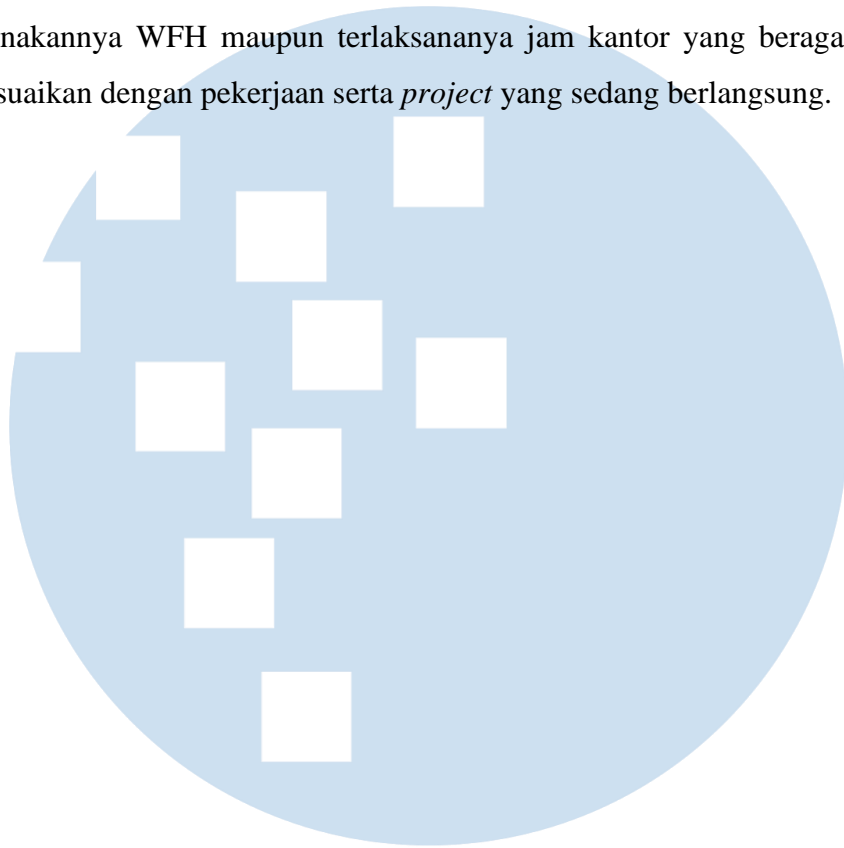 nakannya WFH maupun terlaksananya jam kantor yang beraga
suaikan dengan pekerjaan serta project yang sedang berlangsung.